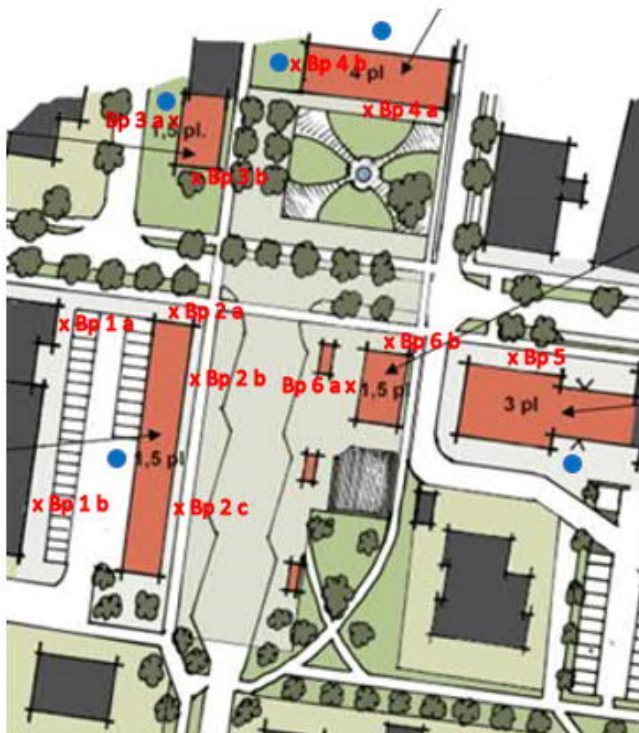 x Bp 4 b
4 pl
x Bp 4 a
Bp 3 a x
1,5 pl.
x Bp 3 b
x Bp 2 a
x Bp 1 a
x Bp 6 b
x Bp 5
x Bp 2 b
Bp 6 a x
1,5 pl
3 pl
1,5 pl
x Bp 1 b
x Bp 2 c